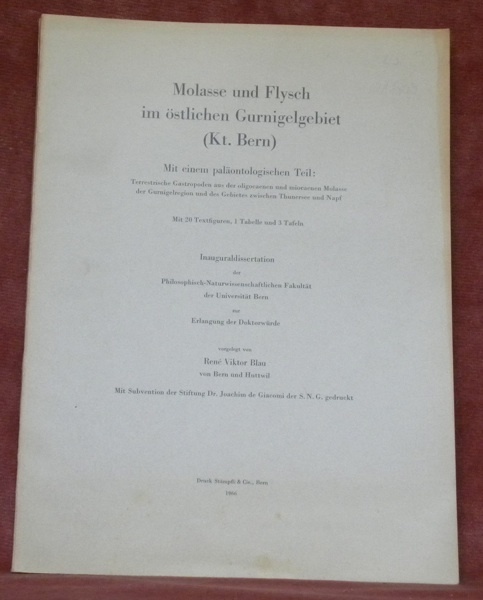 Molasse und Flysch
im östlichen Gurnigelgebiet
(Kt. Bern)
Mit einem paläontologischen Teil:
Terrestrische Gastropoden aus der oligozaenen und miozaenen Molasse
der Gurnigelregion und des Gebietes zwischen Thunersee und Napf
Mit 20 Textfiguren, 1 Tabelle und 3 Tafeln
Inauguraldissertation
der
Philosophisch-Naturwissenschaftlichen Fakultät
der Universität Bern
zur
Erlangung der Doktorwürde
vorgelegt von
René Viktor Blau
von Bern und Huttwil
Mit Subvention der Stiftung Dr. Joachim de Giacomi der S. N. G. gedruckt
Druck Stämpfli & Cie., Bern
1966